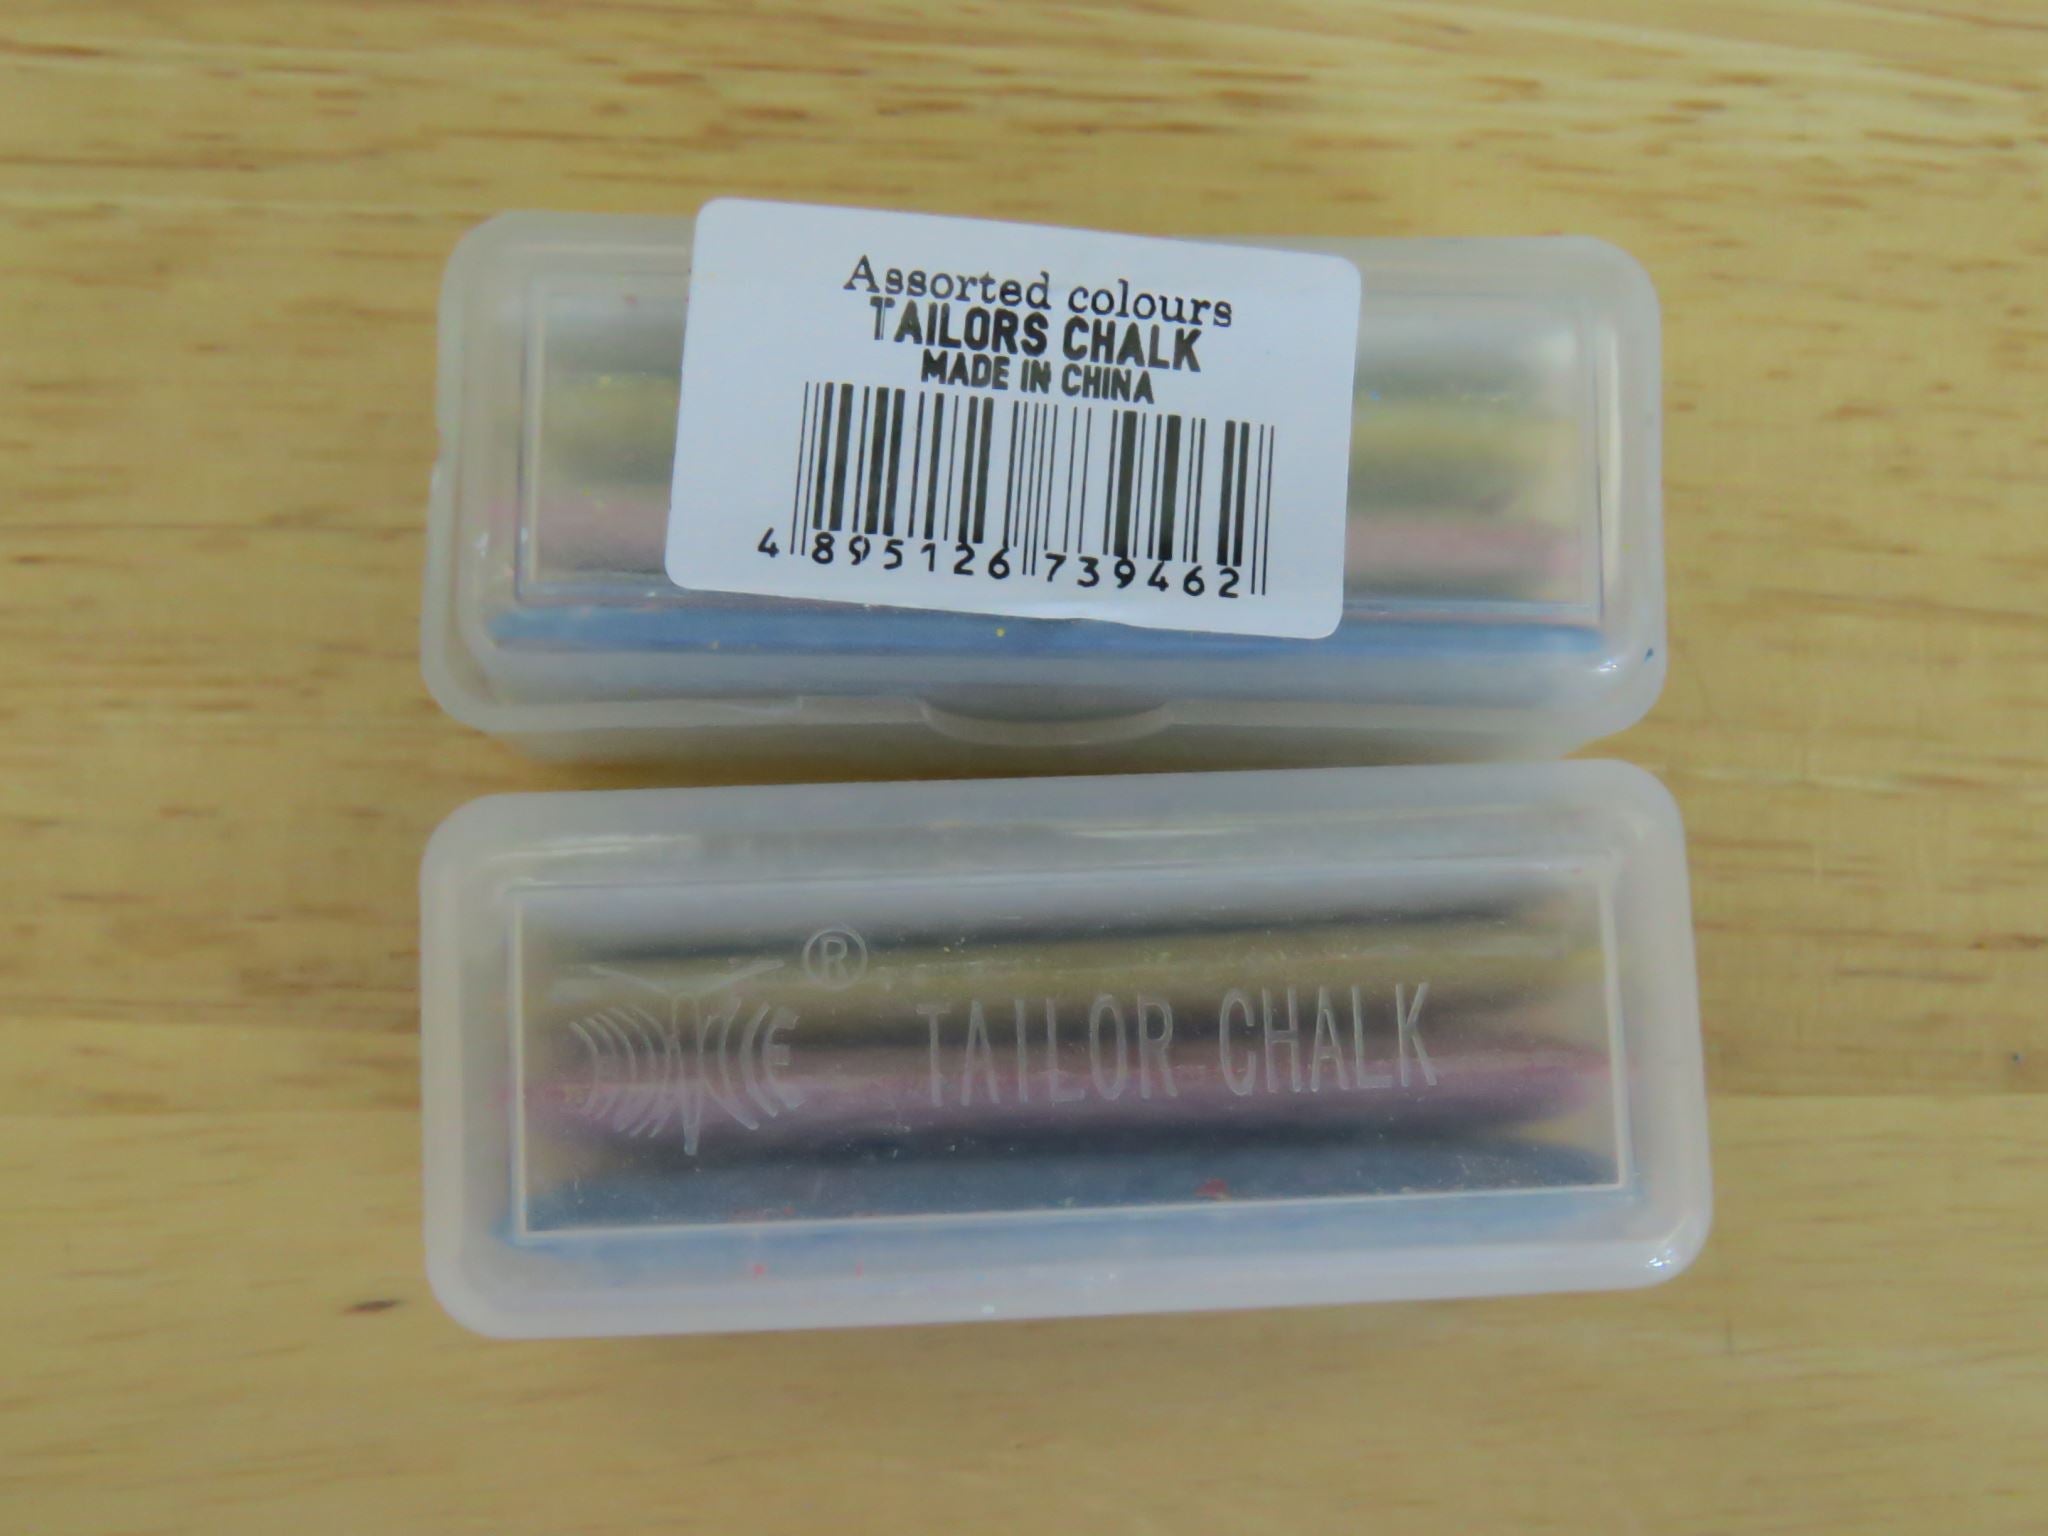 Assorted colours
TAILORS CHALK
MADE IN CHINA
4 895126 739462
®
TAILOR CHALK